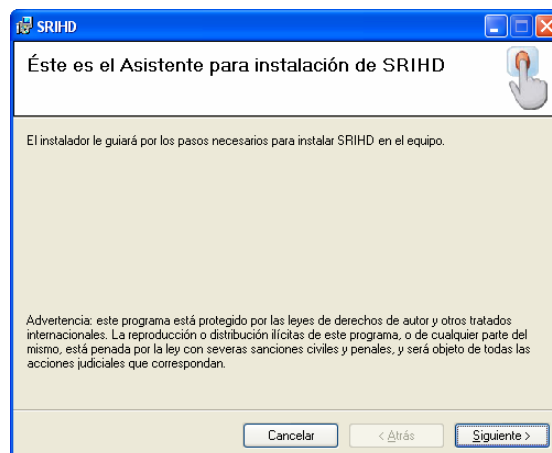 SRIHD
Éste es el Asistente para instalación de SRIHD
El instalador le guiará por los pasos necesarios para instalar SRIHD en el equipo.
Advertencia: este programa está protegido por las leyes de derechos de autor y otros tratados
internacionales. La reproducción o distribución ilícitas de este programa, o de cualquier parte del
mismo, está penada por la ley con severas sanciones civiles y penales, y será objeto de todas las
acciones judiciales que correspondan.
Cancelar < Atrás Siguiente >